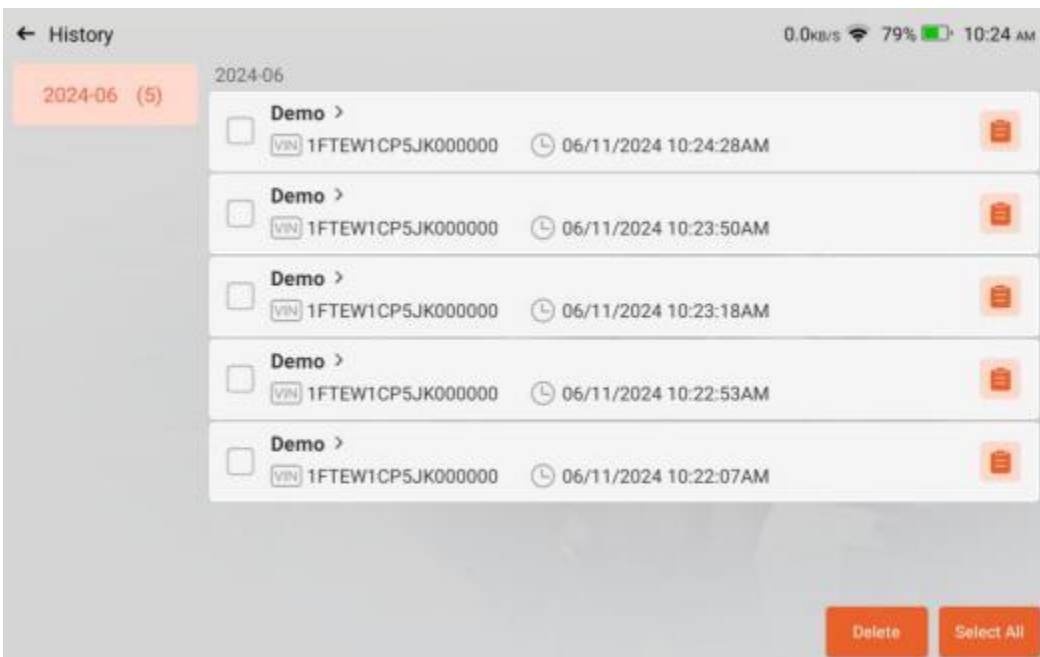 ← History
0.0KB/S 79% 10:24 AM
2024-06 (5)
2024-06
Demo >
VIN 1FTEW1CP5JK000000 06/11/2024 10:24:28AM
Demo >
VIN 1FTEW1CP5JK000000 06/11/2024 10:23:50AM
Demo >
VIN 1FTEW1CP5JK000000 06/11/2024 10:23:18AM
Demo >
VIN 1FTEW1CP5JK000000 06/11/2024 10:22:53AM
Demo >
VIN 1FTEW1CP5JK000000 06/11/2024 10:22:07AM
Delete Select All